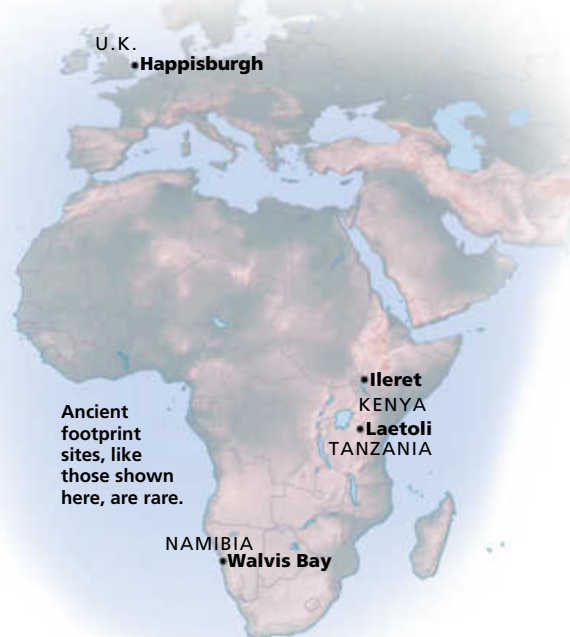 U.K.
Happisburgh
Ileret
KENYA
Laetoli
TANZANIA
Ancient
footprint
sites, like
those shown
here, are rare.
NAMIBIA
Walvis Bay